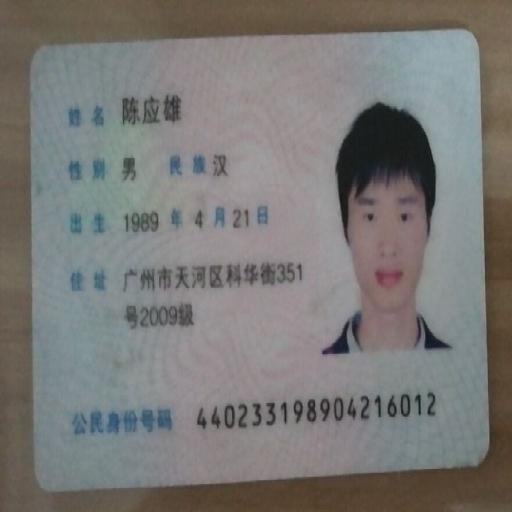 姓名 陈应雄
性别 男 民族 汉
出生 1989 年 4 月 21 日
住址 广州市天河区科华街351
号2009级
公民身份号码 440233198904216012